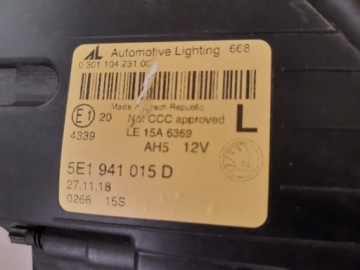 AL Automotive Lighting 668
0 301 104 231 00
Made in Czech Republic
E1 20 Not CCC approved L
4339 LE 15A 6369
AH5 12V
5E1 941 015 D
27.11.18
0266 15S